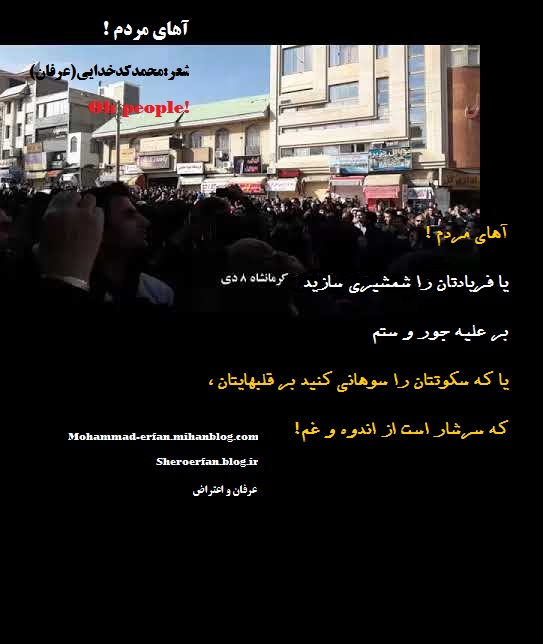 آهای مردم !
شعر:محمدکدخدایی(عرفان)
Oh people!
آهای مردم !
کرمانشاه ۸ دی
یا فریادتان را شمشیری سازید
بر علیه جور و ستم
یا که سکوتتان را سوهانی کنید بر قلبهایتان ،
که سرشار است از اندوه و غم!
Mohammad-erfan.mihanblog.com
Sheroerfan.blog.ir
عرفان و اعتراض